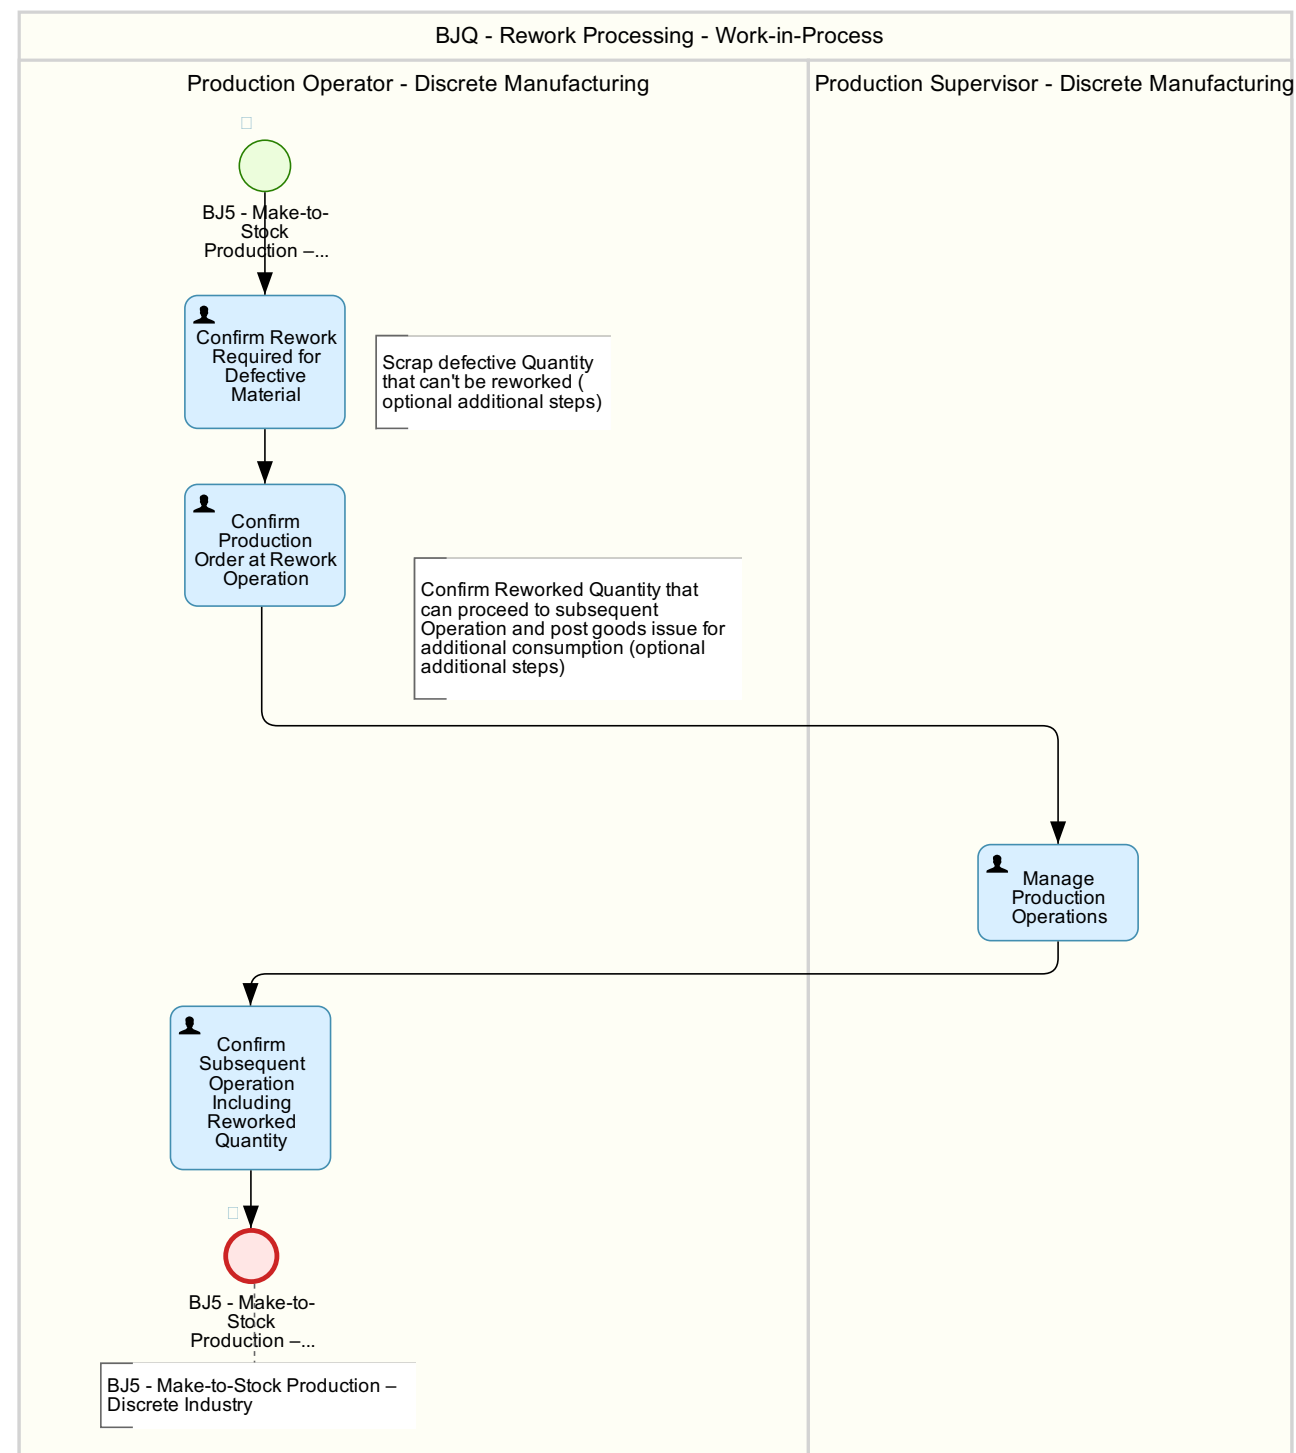 BJQ - Rework Processing - Work-in-Process
Production Operator - Discrete Manufacturing
Production Supervisor - Discrete Manufacturing
BJ5 - Make-to-
Stock
Production –...
Confirm Rework
Required for
Defective
Material
Scrap defective Quantity
that can't be reworked (
optional additional steps)
Confirm
Production
Order at Rework
Operation
Confirm Reworked Quantity that
can proceed to subsequent
Operation and post goods issue for
additional consumption (optional
additional steps)
Manage
Production
Operations
Confirm
Subsequent
Operation
Including
Reworked
Quantity
BJ5 - Make-to-
Stock
Production –...
BJ5 - Make-to-Stock Production –
Discrete Industry